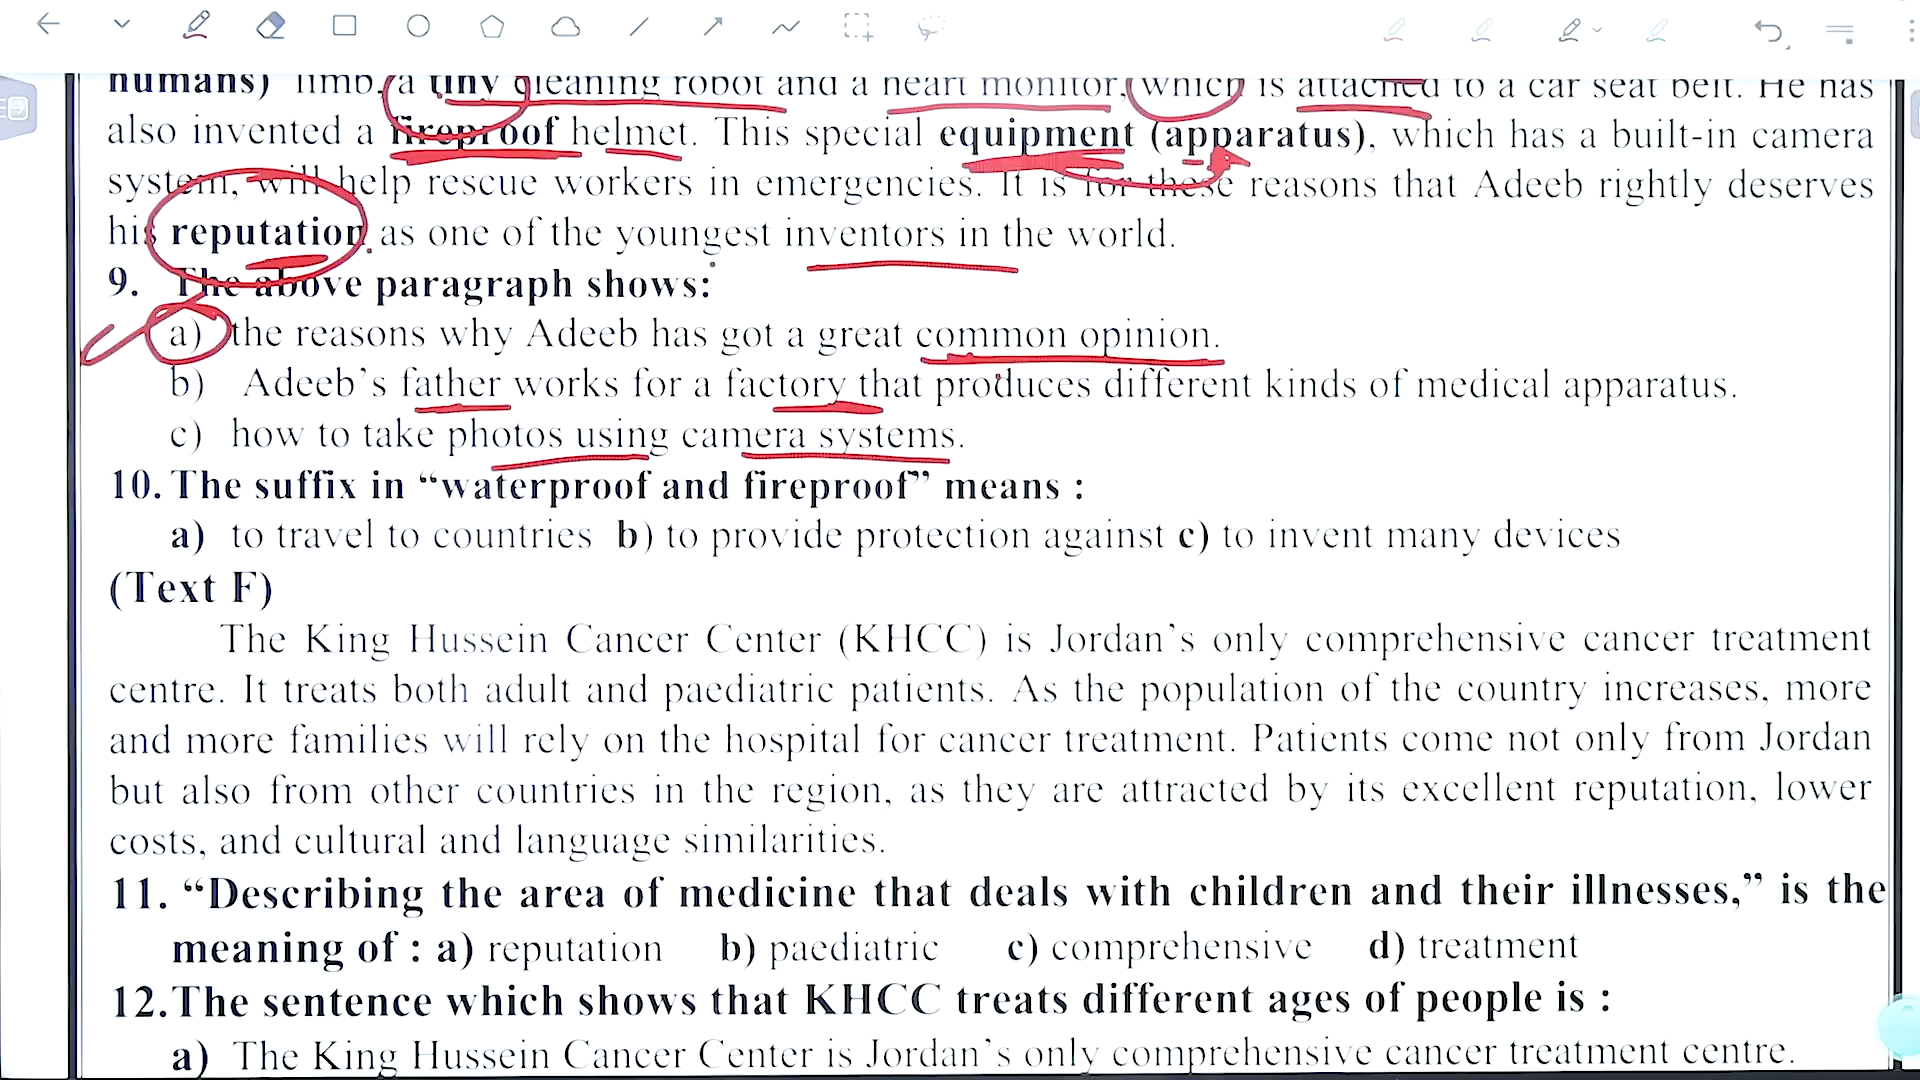 humans) limb, a tiny cleaning robot and a heart monitor, which is attached to a car seat belt. He has
also invented a fireproof helmet. This special equipment (apparatus), which has a built-in camera
system, will help rescue workers in emergencies. It is for these reasons that Adeeb rightly deserves
his reputation as one of the youngest inventors in the world.
9. The above paragraph shows:
a) the reasons why Adeeb has got a great common opinion.
b) Adeeb's father works for a factory that produces different kinds of medical apparatus.
c) how to take photos using camera systems.
10. The suffix in “waterproof and fireproof” means :
a) to travel to countries b) to provide protection against c) to invent many devices
(Text F)
The King Hussein Cancer Center (KHCC) is Jordan's only comprehensive cancer treatment
centre. It treats both adult and paediatric patients. As the population of the country increases, more
and more families will rely on the hospital for cancer treatment. Patients come not only from Jordan
but also from other countries in the region, as they are attracted by its excellent reputation, lower
costs, and cultural and language similarities.
11. “Describing the area of medicine that deals with children and their illnesses,” is the
meaning of : a) reputation b) paediatric c) comprehensive d) treatment
12. The sentence which shows that KHCC treats different ages of people is :
a) The King Hussein Cancer Center is Jordan's only comprehensive cancer treatment centre.